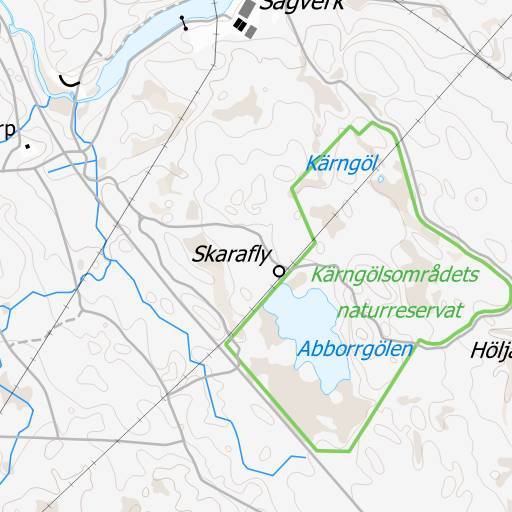 Sågverk
rp
Kärngöl
Skarafly
Kärngölsområdets
naturreservat
Abborrgölen
Hölja